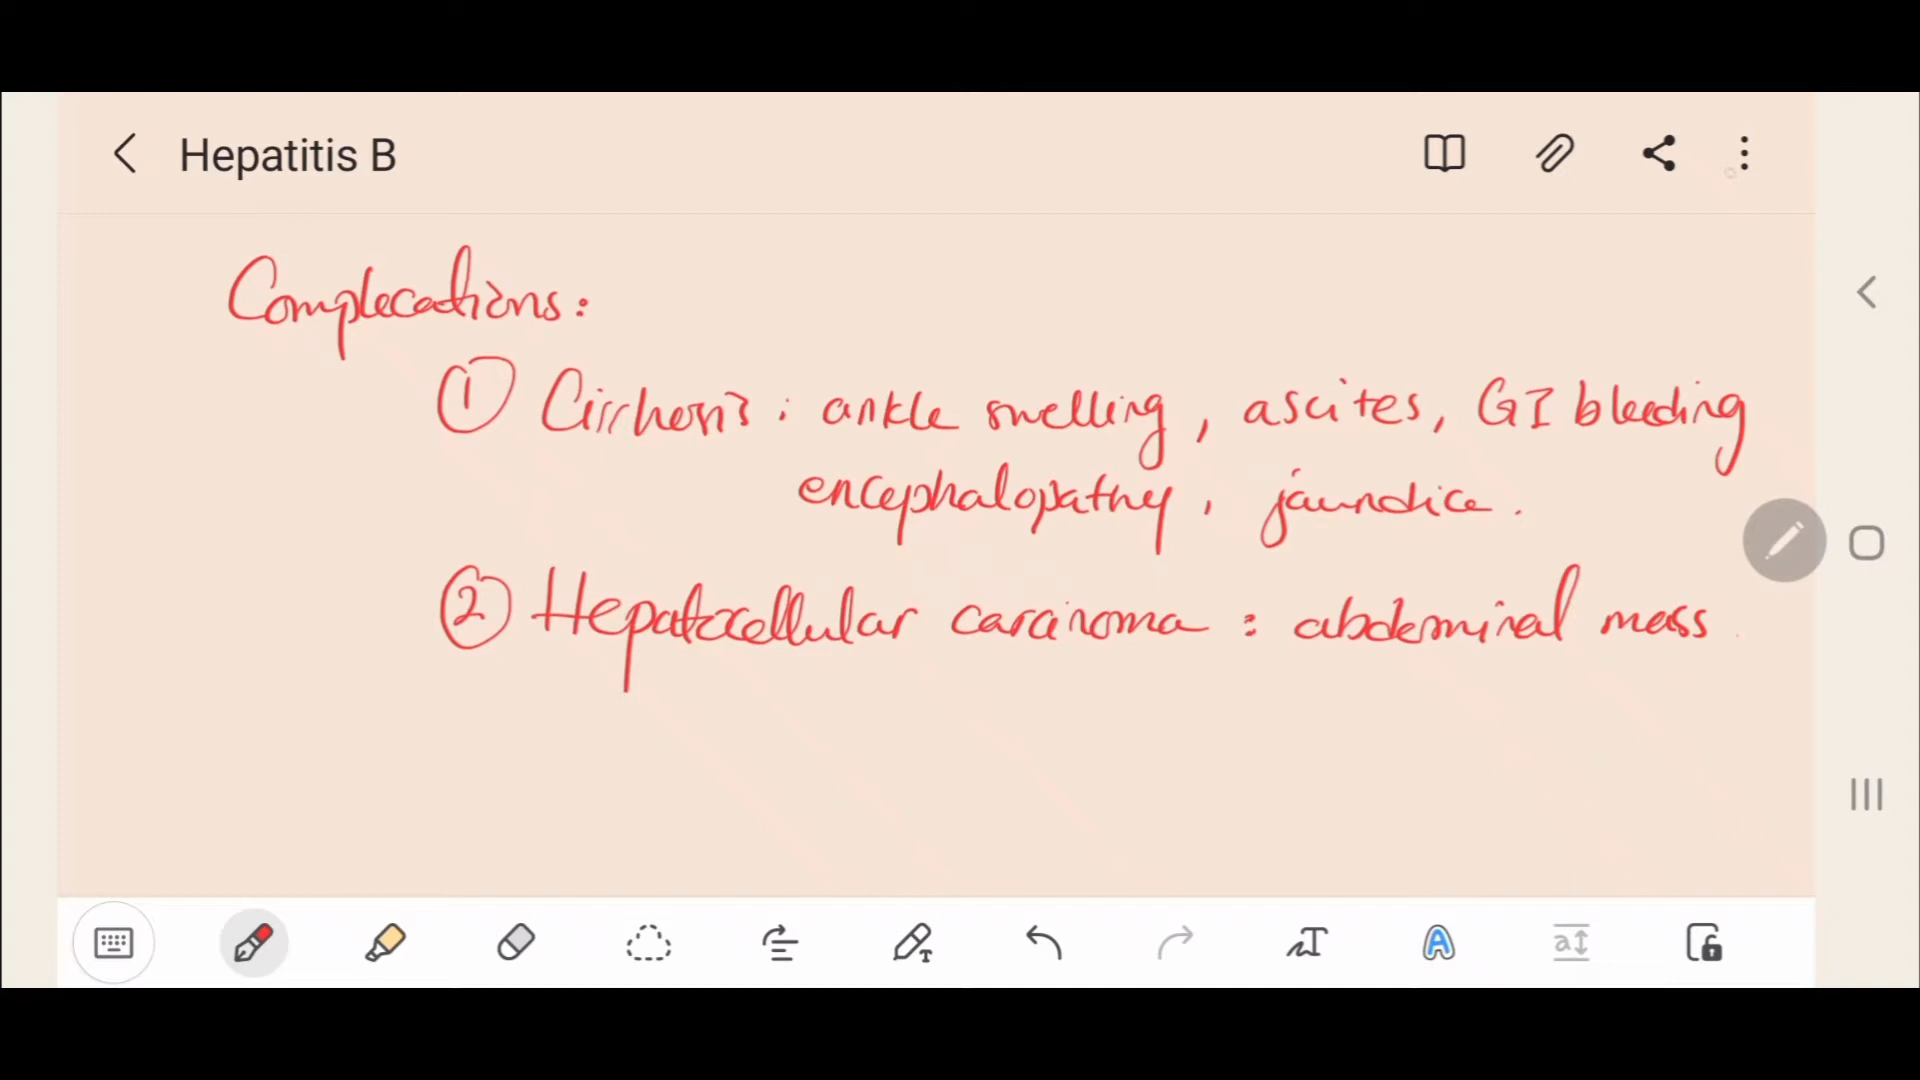 Hepatitis B
Complecations:
① Cirrhosis: ankle swelling, ascites, GI bleeding
encephalopathy, jaundice.
② Hepatocellular carcinoma: abdominal mass